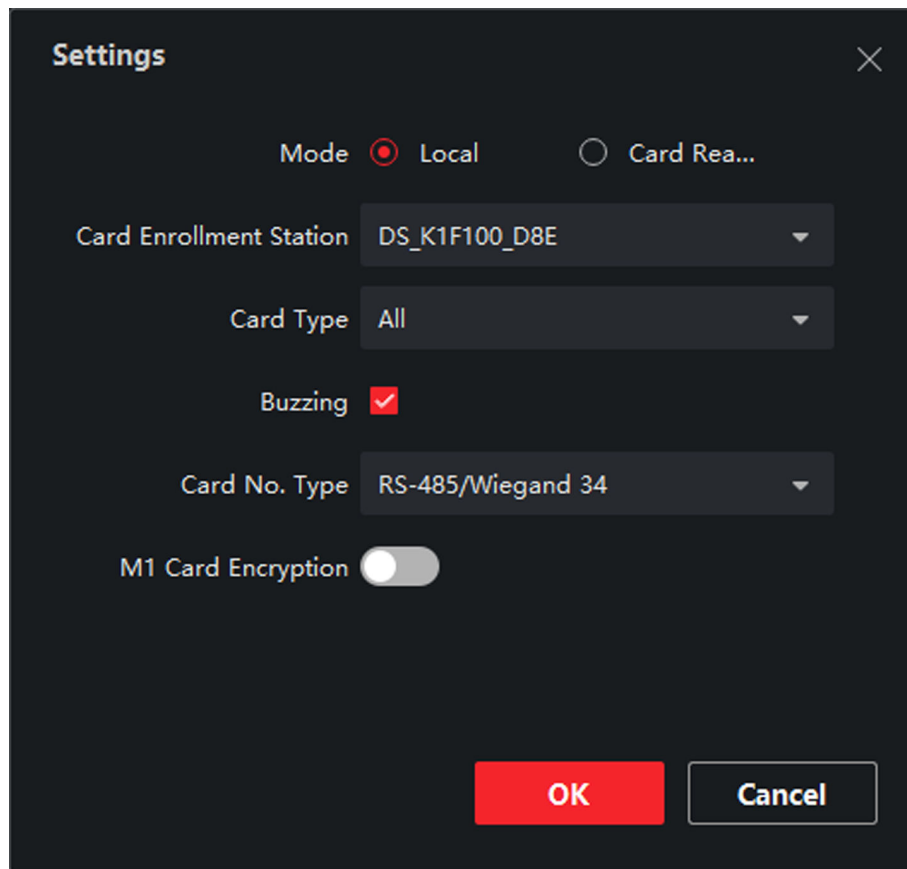 Settings
Mode Local Card Rea...
Card Enrollment Station DS_K1F100_D8E
Card Type All
Buzzing
Card No. Type RS-485/Wiegand 34
M1 Card Encryption
OK Cancel